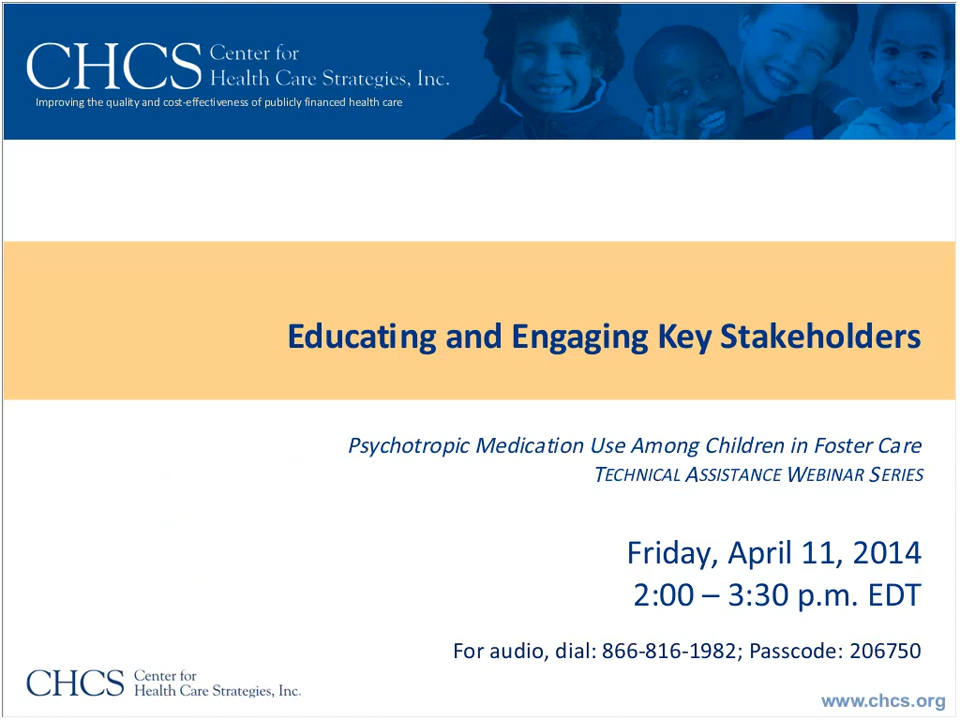 CHCS Center for
Health Care Strategies, Inc.
Improving the quality and cost-effectiveness of publicly financed health care
Educating and Engaging Key Stakeholders
Psychotropic Medication Use Among Children in Foster Care
TECHNICAL ASSISTANCE WEBINAR SERIES
Friday, April 11, 2014
2:00 – 3:30 p.m. EDT
For audio, dial: 866-816-1982; Passcode: 206750
CHCS Center for
Health Care Strategies, Inc.
www.chcs.org